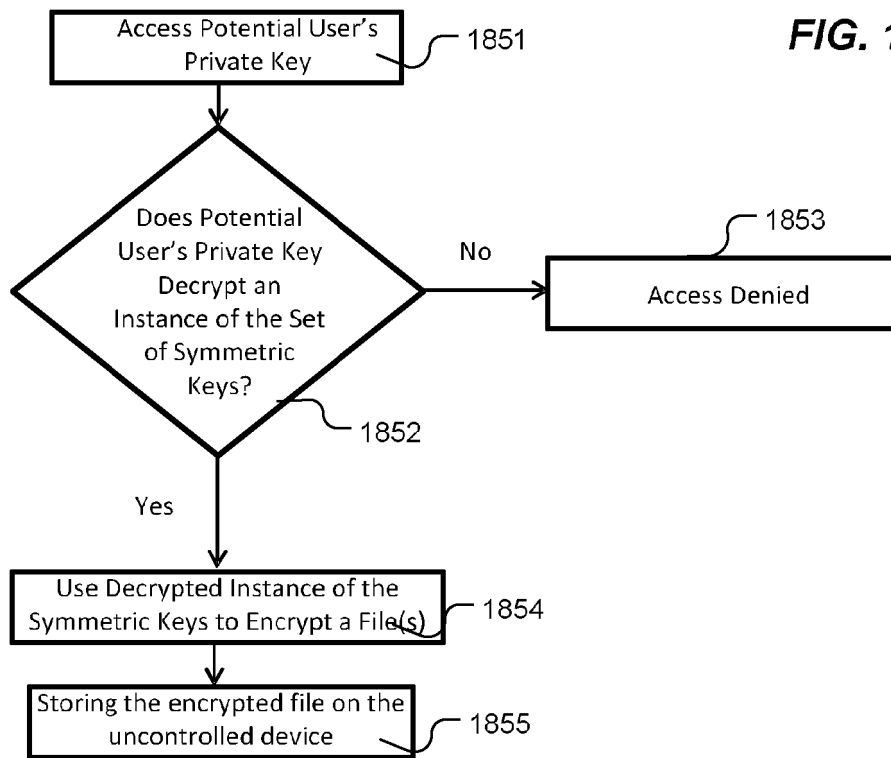 Access Potential User's
Private Key
1851
FIG. 1
Does Potential
User's Private Key
Decrypt an
Instance of the Set
of Symmetric
Keys?
1852
No
1853
Access Denied
Yes
Use Decrypted Instance of the
Symmetric Keys to Encrypt a File(s)
1854
Storing the encrypted file on the
uncontrolled device
1855